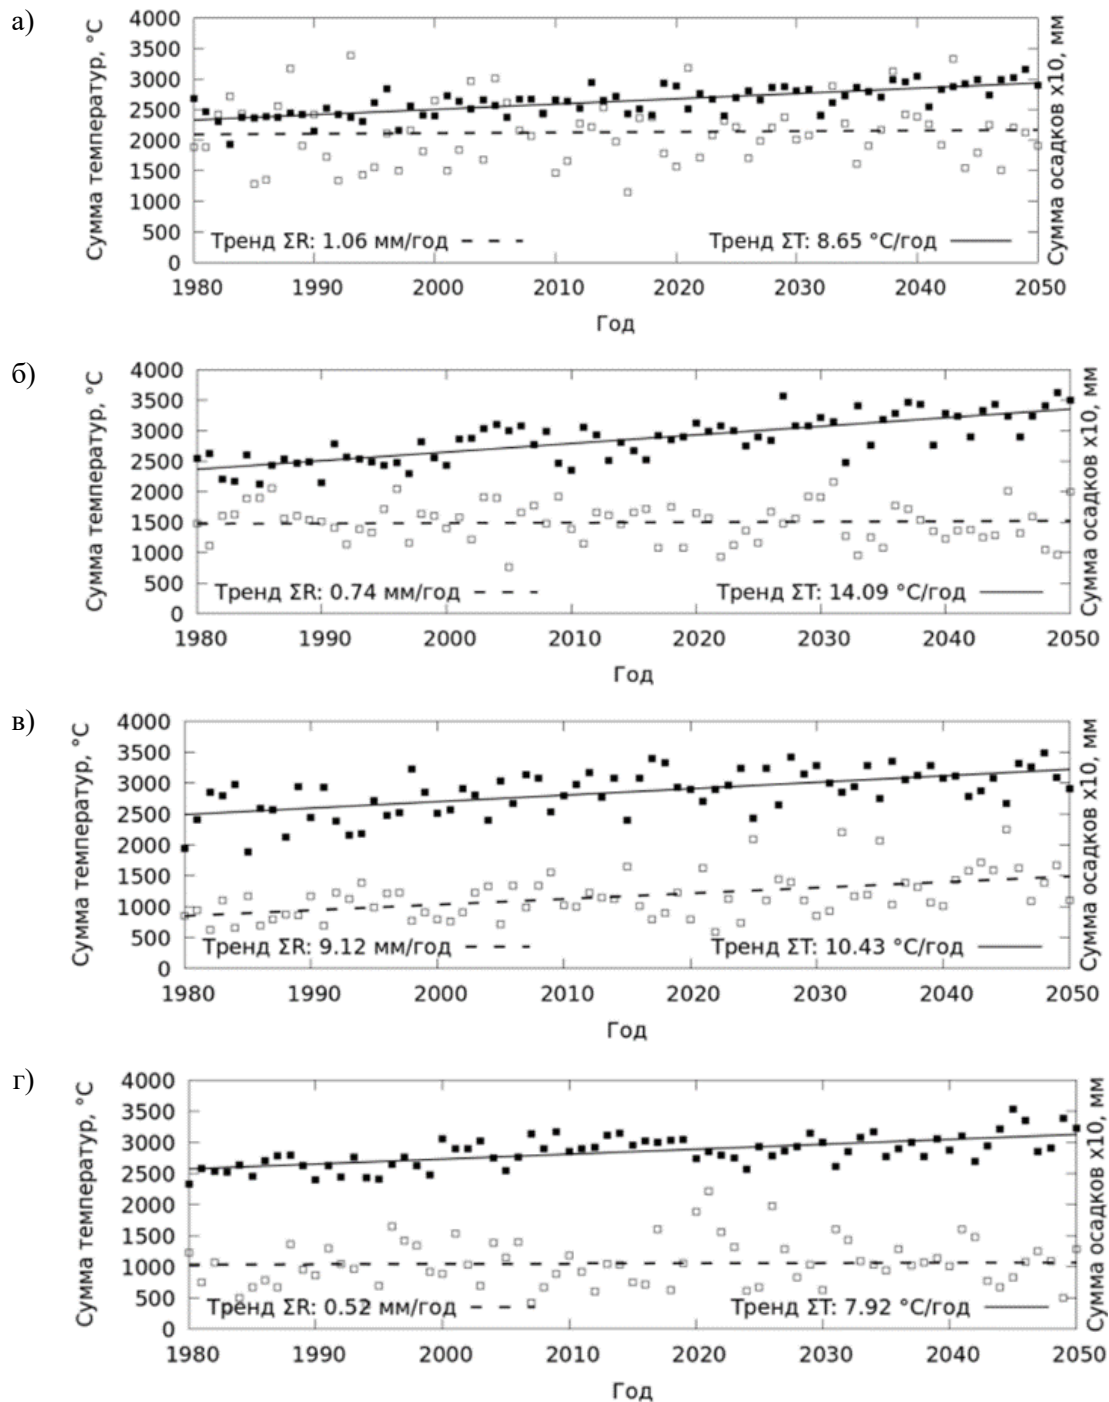 а)
Сумма температур, °C
Сумма осадков x10, мм
4000
3500
3000
2500
2000
1500
1000
500
0
Тренд ΣR: 1.06 мм/год
Тренд ΣT: 8.65 °C/год
1980 1990 2000 2010 2020 2030 2040 2050
Год
б)
Сумма температур, °C
Сумма осадков x10, мм
4000
3500
3000
2500
2000
1500
1000
500
0
Тренд ΣR: 0.74 мм/год
Тренд ΣT: 14.09 °C/год
1980 1990 2000 2010 2020 2030 2040 2050
Год
в)
Сумма температур, °C
Сумма осадков x10, мм
4000
3500
3000
2500
2000
1500
1000
500
0
Тренд ΣR: 9.12 мм/год
Тренд ΣT: 10.43 °C/год
1980 1990 2000 2010 2020 2030 2040 2050
Год
г)
Сумма температур, °C
Сумма осадков x10, мм
4000
3500
3000
2500
2000
1500
1000
500
0
Тренд ΣR: 0.52 мм/год
Тренд ΣT: 7.92 °C/год
1980 1990 2000 2010 2020 2030 2040 2050
Год